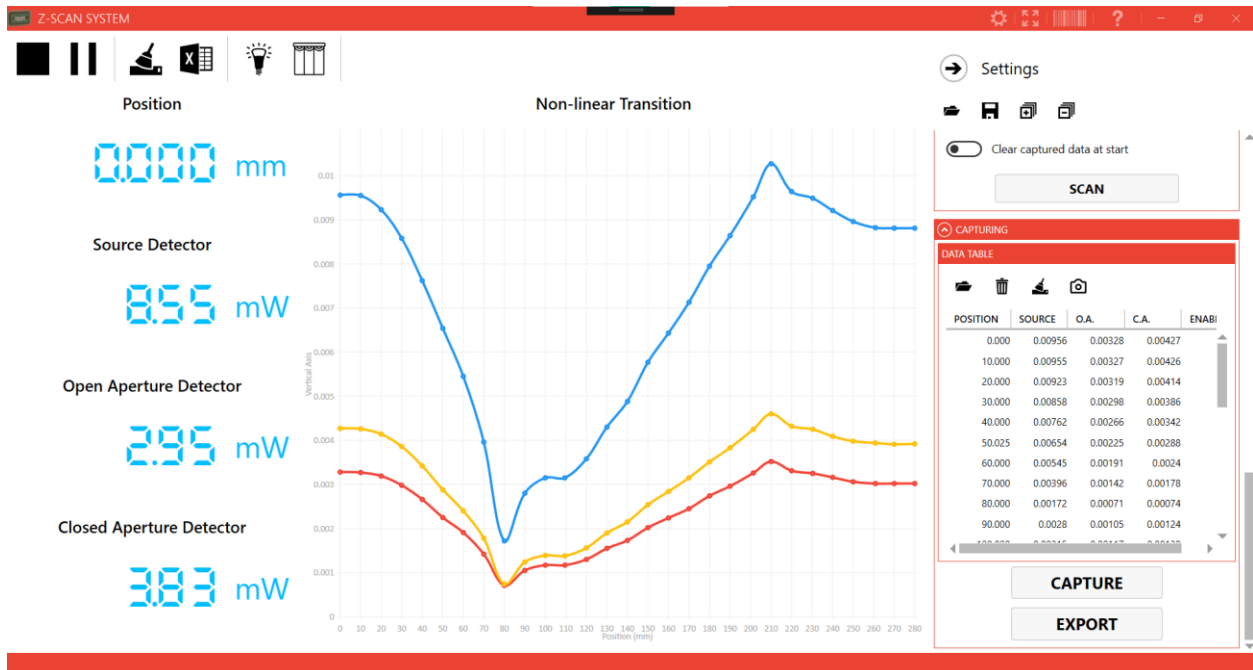 Z-SCAN SYSTEM
?
Settings
Position
0.000 mm
Source Detector
8.55 mW
Open Aperture Detector
2.95 mW
Closed Aperture Detector
3.83 mW
Non-linear Transition
0.01
0.009
0.008
0.007
0.006
0.005
0.004
0.003
0.002
0.001
0
Vertical Axis
0 10 20 30 40 50 60 70 80 90 100 110 120 130 140 150 160 170 180 190 200 210 220 230 240 250 260 270 280
Position (mm)
Clear captured data at start
SCAN
CAPTURING
DATA TABLE
POSITION SOURCE O.A. C.A. ENABI
0.000 0.00956 0.00328 0.00427
10.000 0.00955 0.00327 0.00426
20.000 0.00923 0.00319 0.00414
30.000 0.00858 0.00298 0.00386
40.000 0.00762 0.00266 0.00342
50.025 0.00654 0.00225 0.00288
60.000 0.00545 0.00191 0.0024
70.000 0.00396 0.00142 0.00178
80.000 0.00172 0.00071 0.00074
90.000 0.0028 0.00105 0.00124
CAPTURE
EXPORT